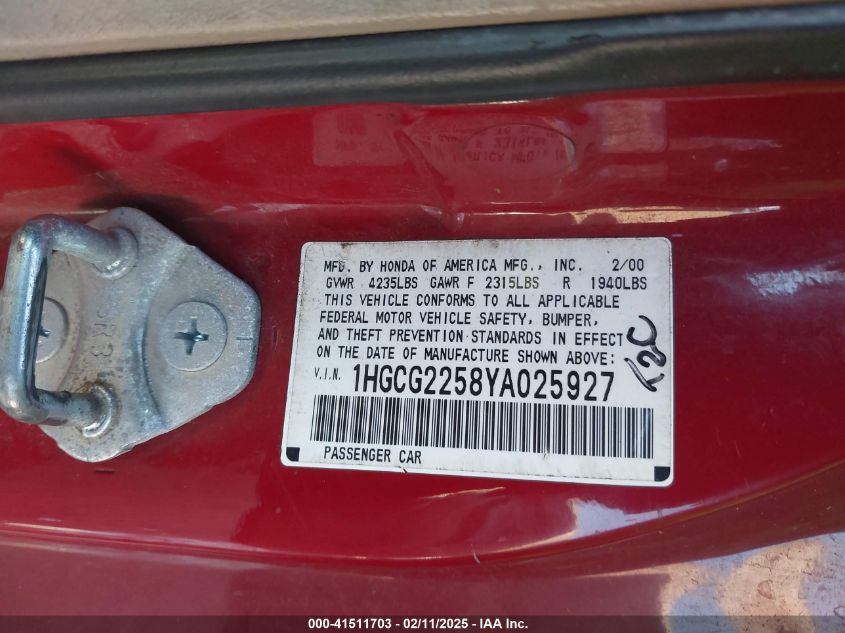 MFD. BY HONDA OF AMERICA MFG., INC. 2/00
GVWR 4235LBS GAWR F 2315LBS R 1940LBS
THIS VEHICLE CONFORMS TO ALL APPLICABLE
FEDERAL MOTOR VEHICLE SAFETY, BUMPER,
AND THEFT PREVENTION STANDARDS IN EFFECT
ON THE DATE OF MANUFACTURE SHOWN ABOVE:
V.I.N. 1HGCG2258YA025927
PASSENGER CAR
000-41511703 - 02/11/2025 - IAA Inc.